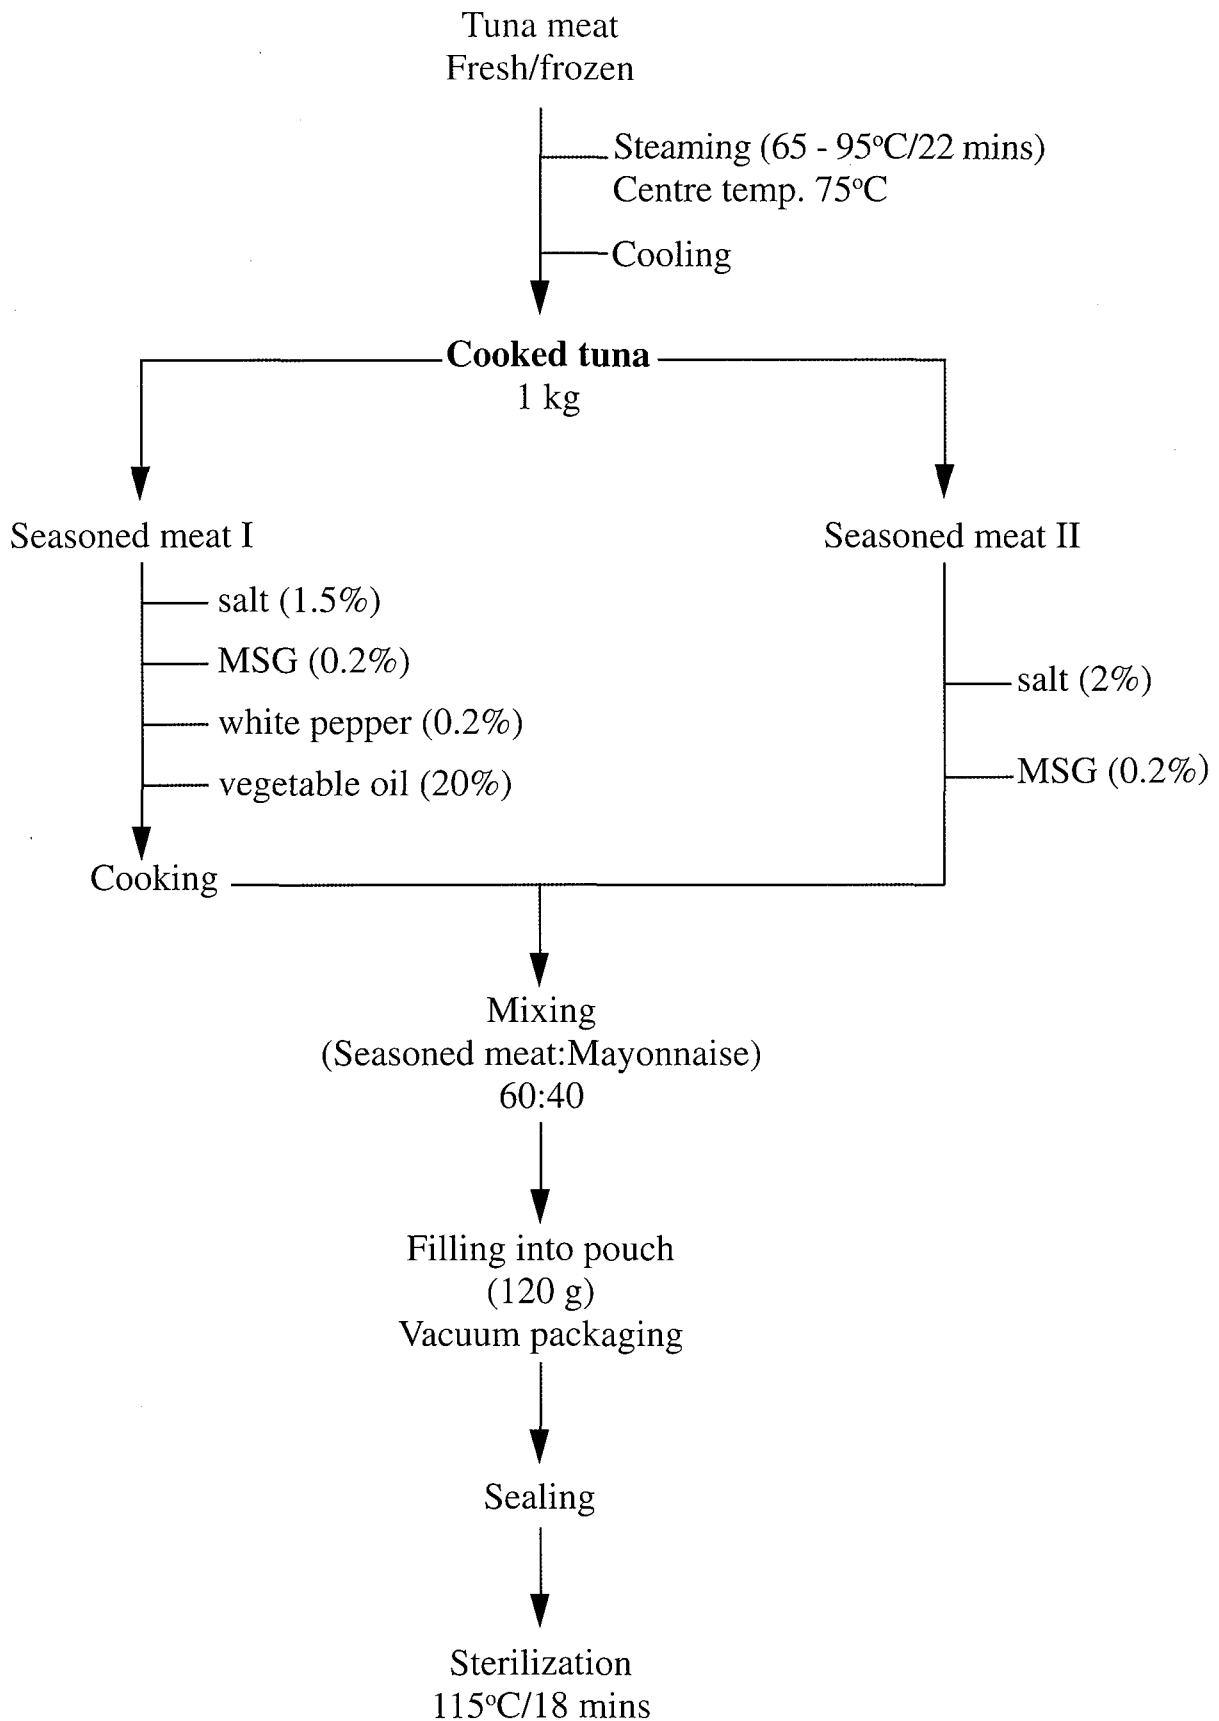 Tuna meat
Fresh/frozen
Steaming (65 - 95°C/22 mins)
Centre temp. 75°C
Cooling
Cooked tuna
1 kg
Seasoned meat I
salt (1.5%)
MSG (0.2%)
white pepper (0.2%)
vegetable oil (20%)
Cooking
Seasoned meat II
salt (2%)
MSG (0.2%)
Mixing
(Seasoned meat:Mayonnaise)
60:40
Filling into pouch
(120 g)
Vacuum packaging
Sealing
Sterilization
115°C/18 mins